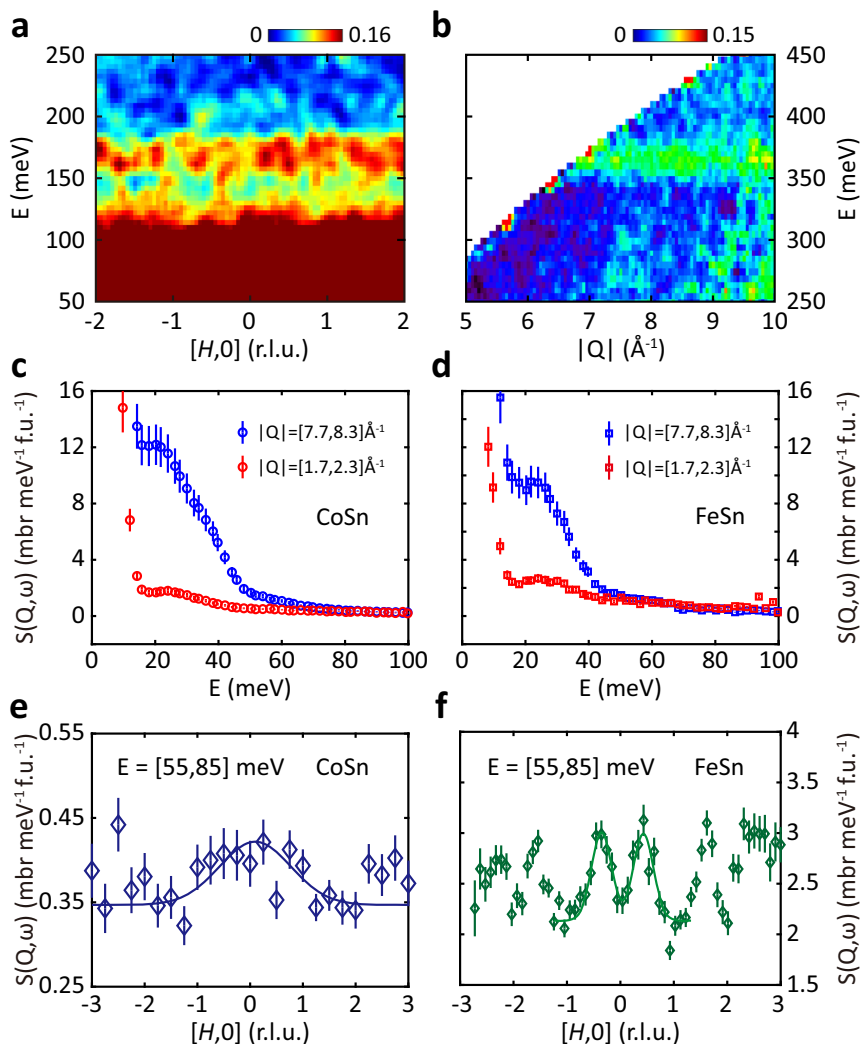 a
0 0.16
250
200
150
100
50
E (meV)
-2 -1 0 1 2
[H,0] (r.l.u.)
b
0 0.15
450
400
350
300
250
E (meV)
5 6 7 8 9 10
|Q| (Å⁻¹)
c
16
12
8
4
0
S(Q,ω) (mbr meV⁻¹ f.u.⁻¹)
|Q|=[7.7,8.3]Å⁻¹
|Q|=[1.7,2.3]Å⁻¹
CoSn
0 20 40 60 80 100
E (meV)
d
16
12
8
4
0
S(Q,ω) (mbr meV⁻¹ f.u.⁻¹)
|Q|=[7.7,8.3]Å⁻¹
|Q|=[1.7,2.3]Å⁻¹
FeSn
0 20 40 60 80 100
E (meV)
e
0.55
0.45
0.35
0.25
S(Q,ω) (mbr meV⁻¹ f.u.⁻¹)
E = [55,85] meV CoSn
-3 -2 -1 0 1 2 3
[H,0] (r.l.u.)
f
4
3.5
3
2.5
2
1.5
S(Q,ω) (mbr meV⁻¹ f.u.⁻¹)
E = [55,85] meV FeSn
-3 -2 -1 0 1 2 3
[H,0] (r.l.u.)